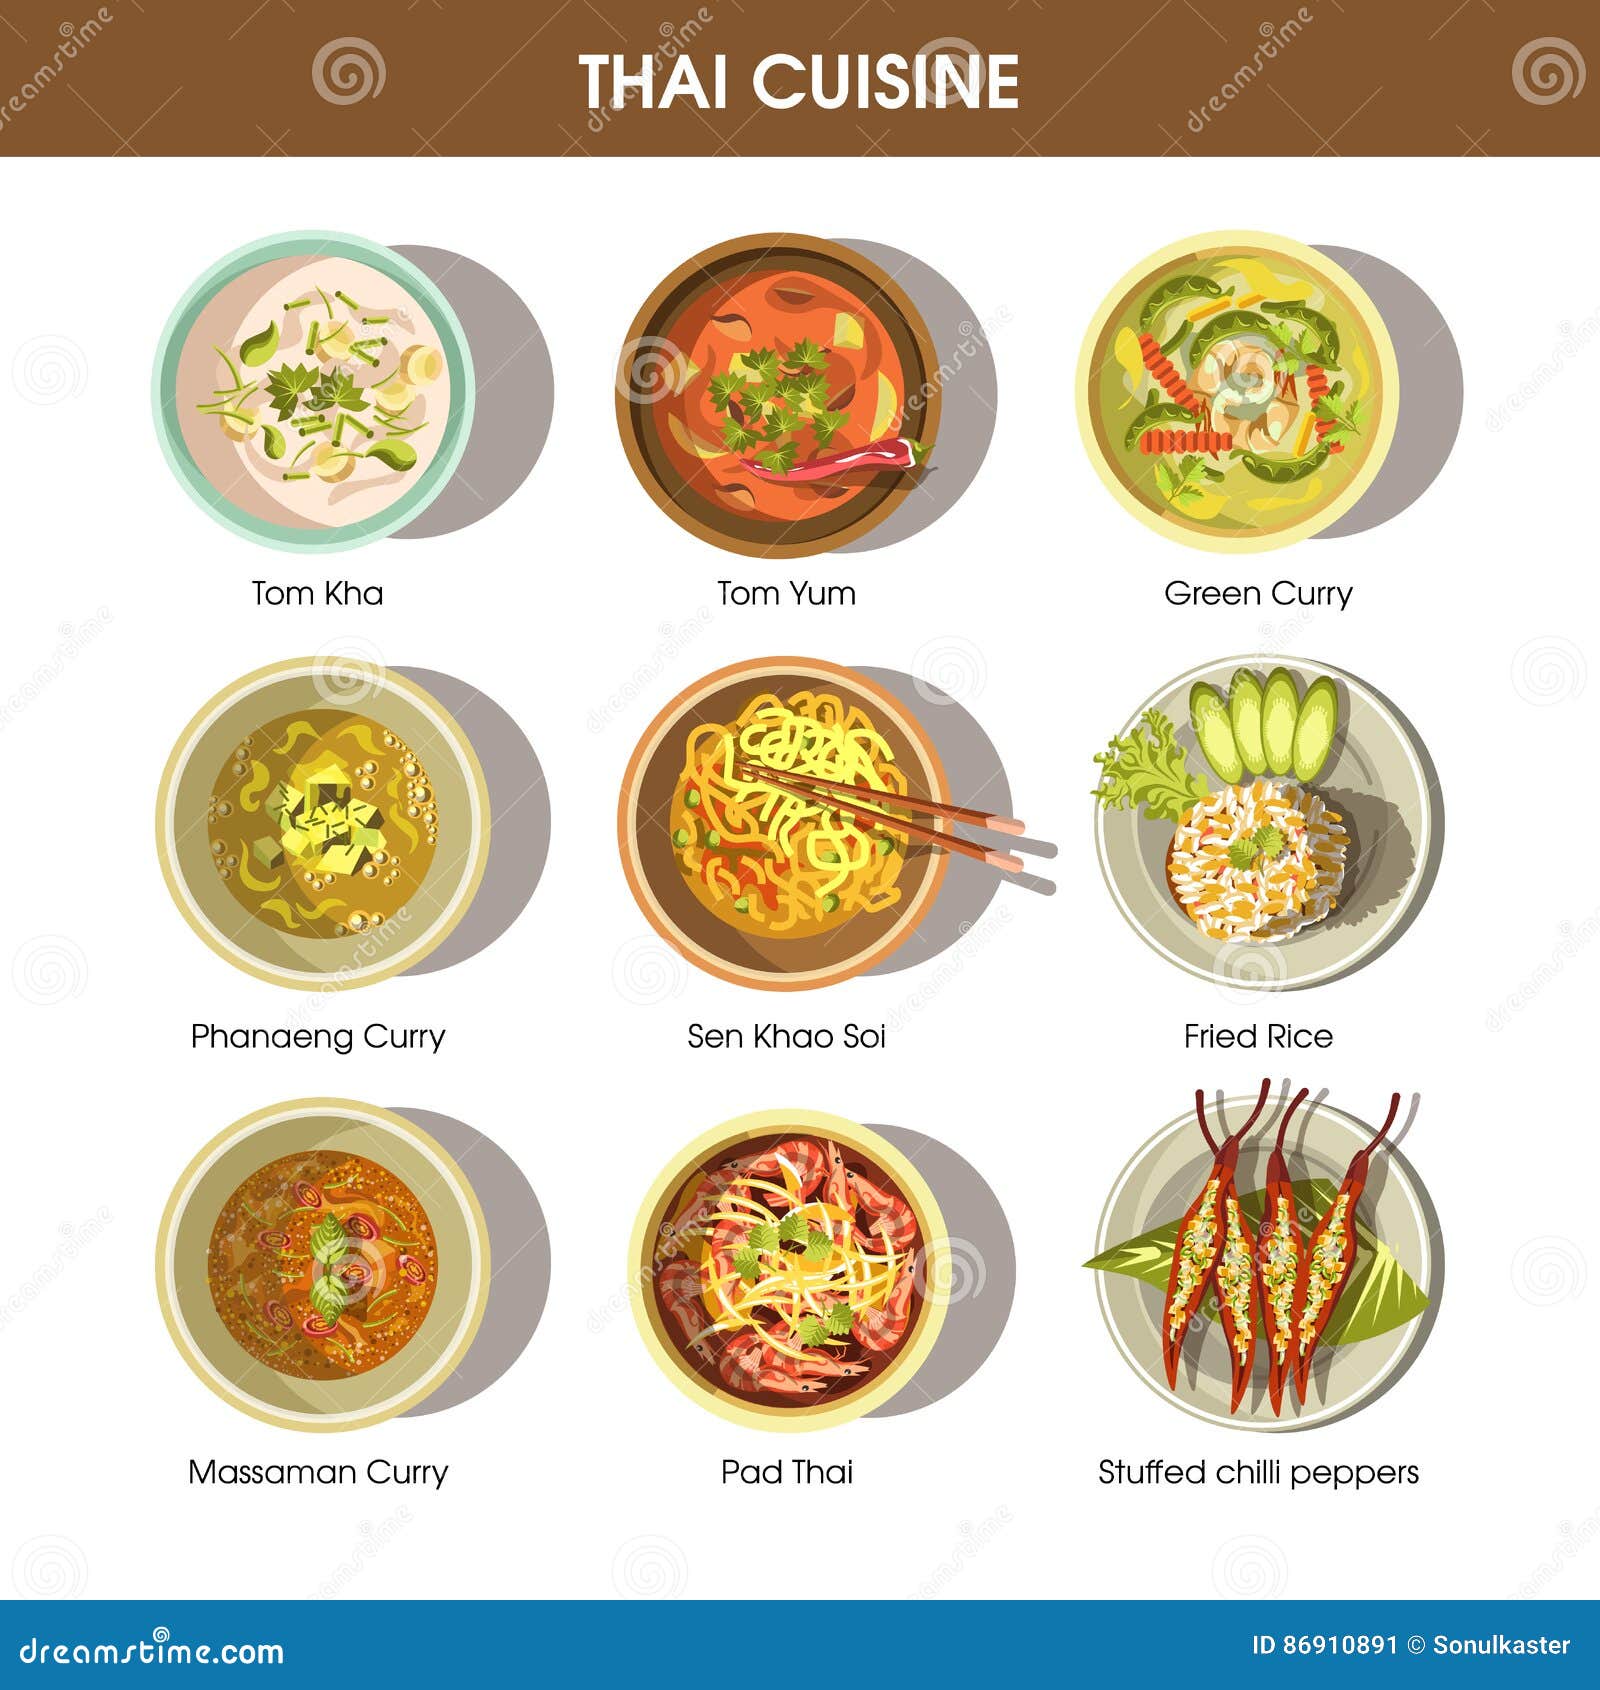 THAI CUISINE
Tom Kha
Tom Yum
Green Curry
Phanaeng Curry
Sen Khao Soi
Fried Rice
Massaman Curry
Pad Thai
Stuffed chilli peppers
dreamstime.com
ID 86910891 © Sonulkaster